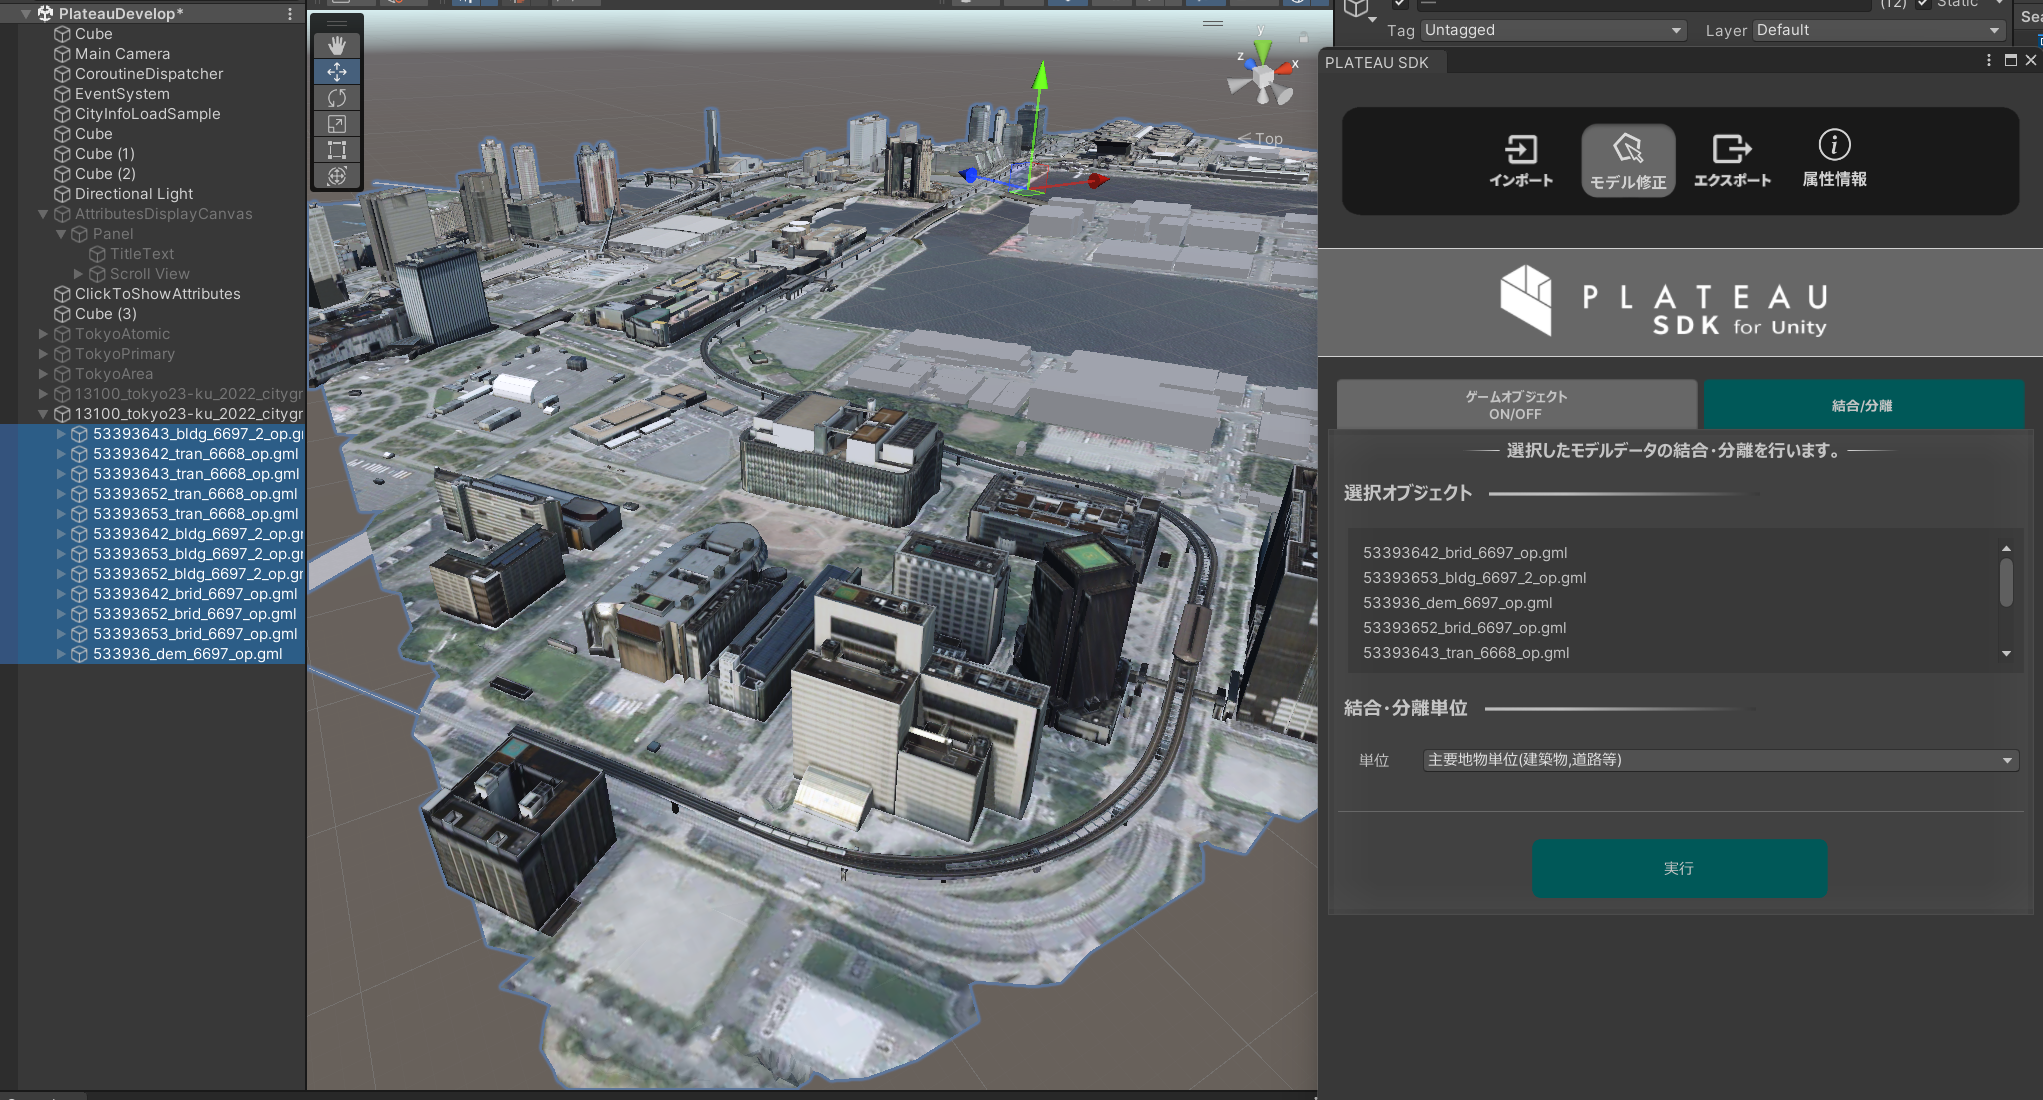 PlateauDevelop*
Cube
Main Camera
CoroutineDispatcher
EventSystem
CityInfoLoadSample
Cube
Cube (1)
Cube (2)
Directional Light
AttributesDisplayCanvas
Panel
TitleText
Scroll View
ClickToShowAttributes
Cube (3)
TokyoAtomic
TokyoPrimary
TokyoArea
13100_tokyo23-ku_2022_citygr
13100_tokyo23-ku_2022_citygr
53393643_bldg_6697_2_op.gr
53393642_tran_6668_op.gml
53393643_tran_6668_op.gml
53393652_tran_6668_op.gml
53393653_tran_6668_op.gml
53393642_bldg_6697_2_op.gr
53393653_bldg_6697_2_op.gr
53393652_bldg_6697_2_op.gr
53393642_brid_6697_op.gml
53393652_brid_6697_op.gml
53393653_brid_6697_op.gml
533936_dem_6697_op.gml
y
z
x
Top
(12)
Static
Tag
Untagged
Layer
Default
Sea
PLATEAU SDK
インポート
モデル修正
エクスポート
属性情報
PLATEAU
SDK for Unity
ゲームオブジェクト
ON/OFF
結合/分離
選択したモデルデータの結合・分離を行います。
選択オブジェクト
53393642_brid_6697_op.gml
53393653_bldg_6697_2_op.gml
533936_dem_6697_op.gml
53393652_brid_6697_op.gml
53393643_tran_6668_op.gml
結合・分離単位
単位
主要地物単位(建築物,道路等)
実行